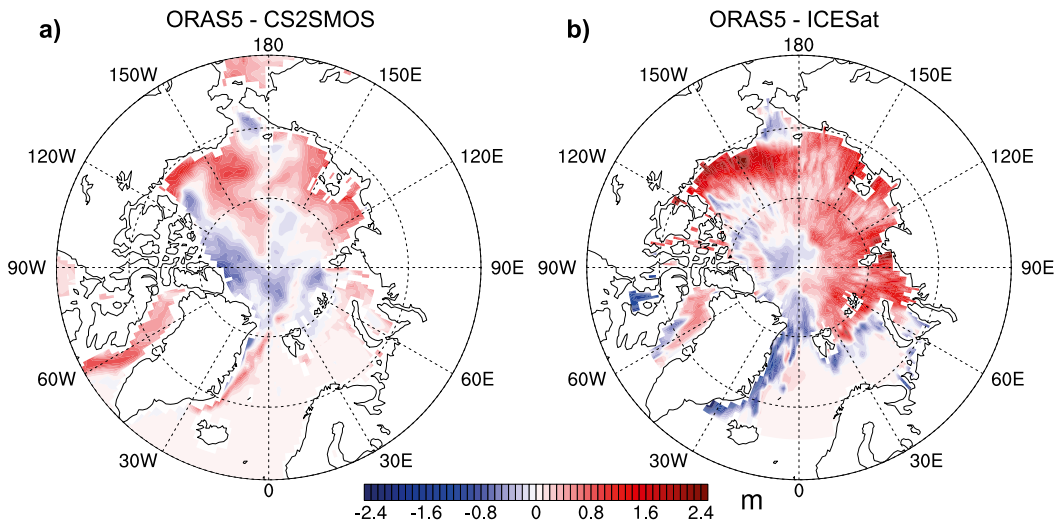 ORAS5 - CS2SMOS
ORAS5 - ICESat
a)
b)
180
150W
150E
120W
120E
90W
90E
60W
60E
30W
30E
0
180
150W
150E
120W
120E
90W
90E
60W
60E
30W
30E
0
-2.4 -1.6 -0.8 0 0.8 1.6 2.4 m